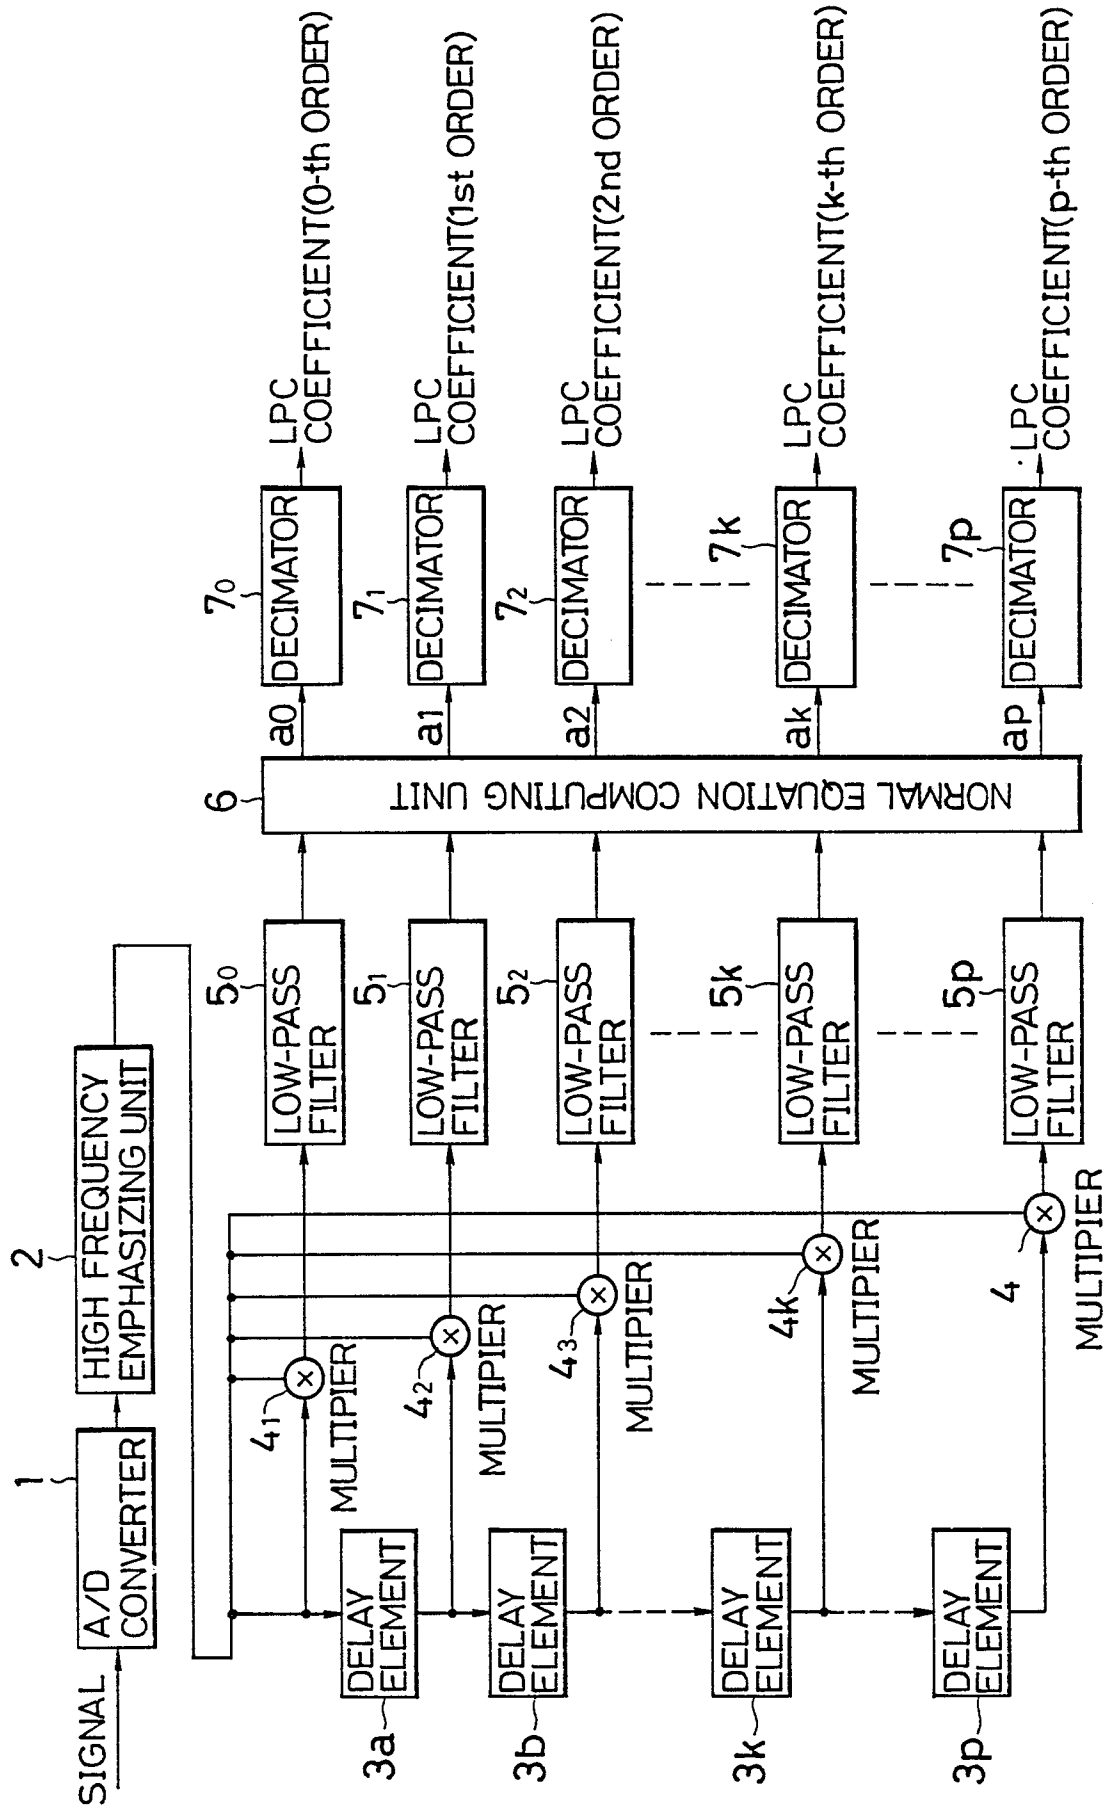 SIGNAL
1
A/D
CONVERTER
2
HIGH FREQUENCY
EMPHASIZING UNIT
41
MULTIPIER
50
LOW-PASS
FILTER
6
NORMAL EQUATION COMPUTING UNIT
a0
70
DECIMATOR
LPC
COEFFICIENT(0-th ORDER)
3a
DELAY
ELEMENT
42
MULTIPIER
51
LOW-PASS
FILTER
a1
71
DECIMATOR
LPC
COEFFICIENT(1st ORDER)
3b
DELAY
ELEMENT
43
MULTIPIER
52
LOW-PASS
FILTER
a2
72
DECIMATOR
LPC
COEFFICIENT(2nd ORDER)
3k
DELAY
ELEMENT
4k
MULTIPIER
5k
LOW-PASS
FILTER
ak
7k
DECIMATOR
LPC
COEFFICIENT(k-th ORDER)
3p
DELAY
ELEMENT
4
MULTIPIER
5p
LOW-PASS
FILTER
ap
7p
DECIMATOR
LPC
COEFFICIENT(p-th ORDER)